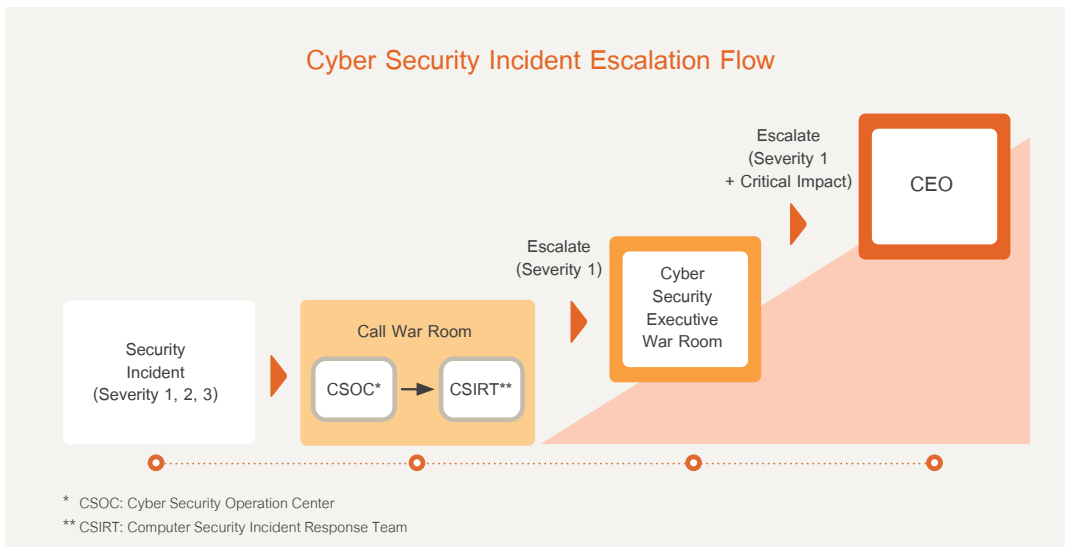 Cyber Security Incident Escalation Flow
Security
Incident
(Severity 1, 2, 3)
Call War Room
CSOC*
CSIRT**
Escalate
(Severity 1)
Cyber
Security
Executive
War Room
Escalate
(Severity 1
+ Critical Impact)
CEO
* CSOC: Cyber Security Operation Center
** CSIRT: Computer Security Incident Response Team